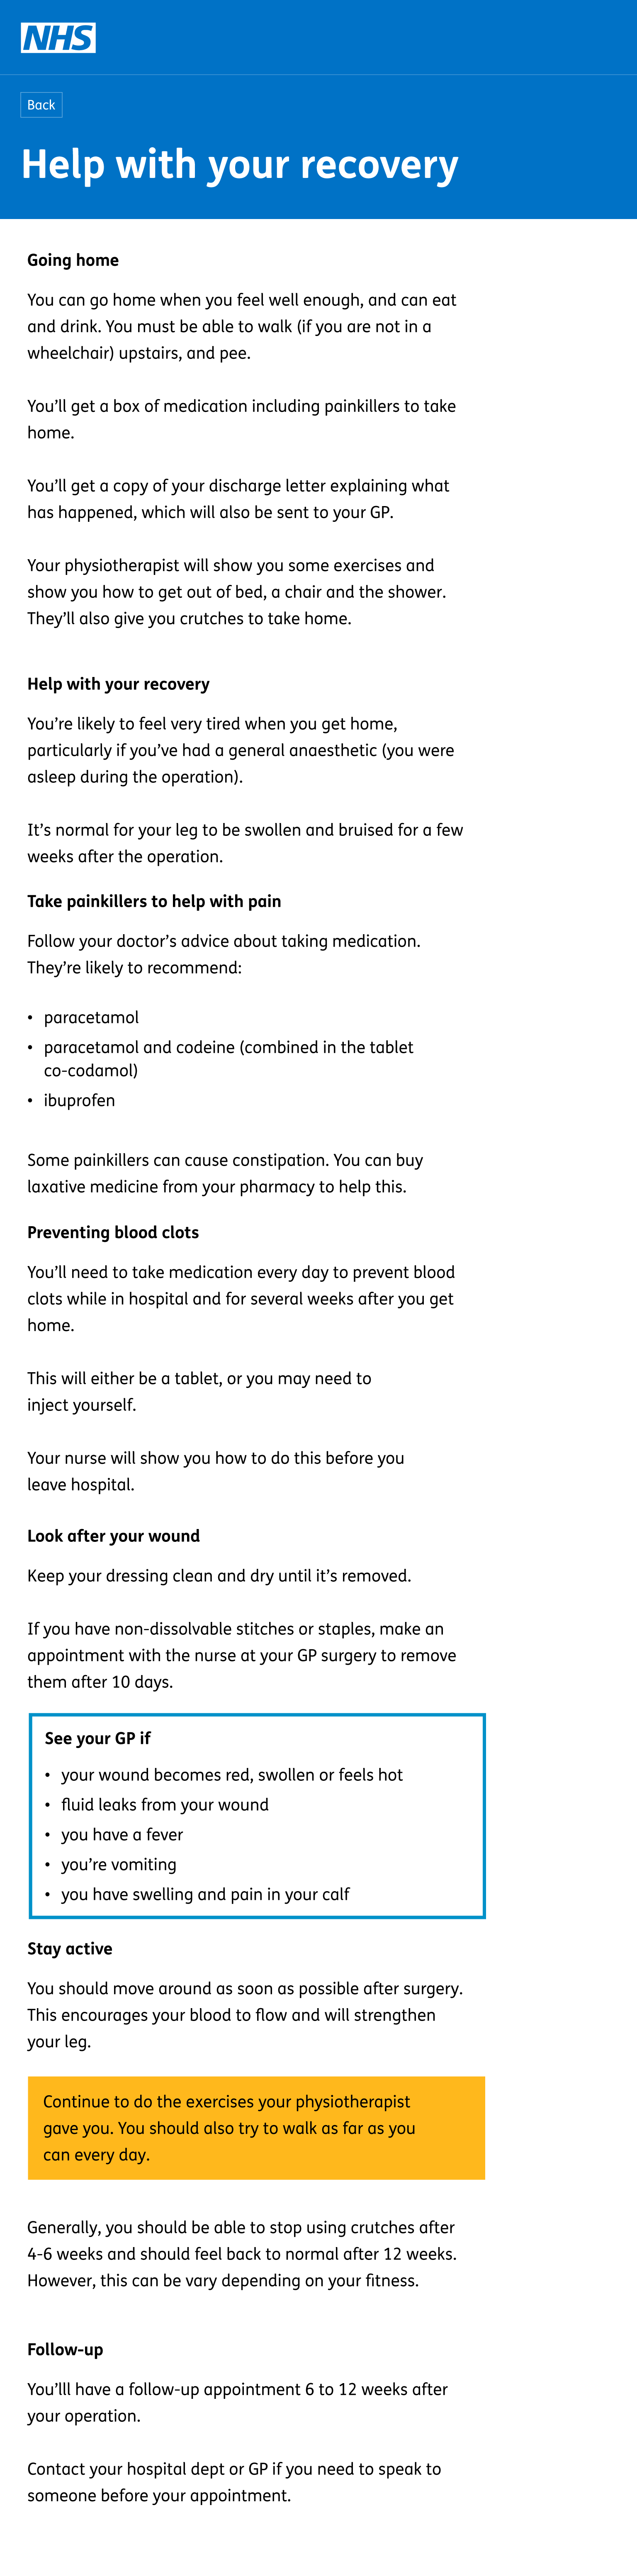 NHS
Back
Help with your recovery
Going home
You can go home when you feel well enough, and can eat
and drink. You must be able to walk (if you are not in a
wheelchair) upstairs, and pee.
You’ll get a box of medication including painkillers to take
home.
You’ll get a copy of your discharge letter explaining what
has happened, which will also be sent to your GP.
Your physiotherapist will show you some exercises and
show you how to get out of bed, a chair and the shower.
They’ll also give you crutches to take home.
Help with your recovery
You’re likely to feel very tired when you get home,
particularly if you’ve had a general anaesthetic (you were
asleep during the operation).
It’s normal for your leg to be swollen and bruised for a few
weeks after the operation.
Take painkillers to help with pain
Follow your doctor’s advice about taking medication.
They’re likely to recommend:
• paracetamol
• paracetamol and codeine (combined in the tablet
co-codamol)
• ibuprofen
Some painkillers can cause constipation. You can buy
laxative medicine from your pharmacy to help this.
Preventing blood clots
You’ll need to take medication every day to prevent blood
clots while in hospital and for several weeks after you get
home.
This will either be a tablet, or you may need to
inject yourself.
Your nurse will show you how to do this before you
leave hospital.
Look after your wound
Keep your dressing clean and dry until it’s removed.
If you have non-dissolvable stitches or staples, make an
appointment with the nurse at your GP surgery to remove
them after 10 days.
See your GP if
• your wound becomes red, swollen or feels hot
• fluid leaks from your wound
• you have a fever
• you’re vomiting
• you have swelling and pain in your calf
Stay active
You should move around as soon as possible after surgery.
This encourages your blood to flow and will strengthen
your leg.
Continue to do the exercises your physiotherapist
gave you. You should also try to walk as far as you
can every day.
Generally, you should be able to stop using crutches after
4-6 weeks and should feel back to normal after 12 weeks.
However, this can be vary depending on your fitness.
Follow-up
You’lll have a follow-up appointment 6 to 12 weeks after
your operation.
Contact your hospital dept or GP if you need to speak to
someone before your appointment.